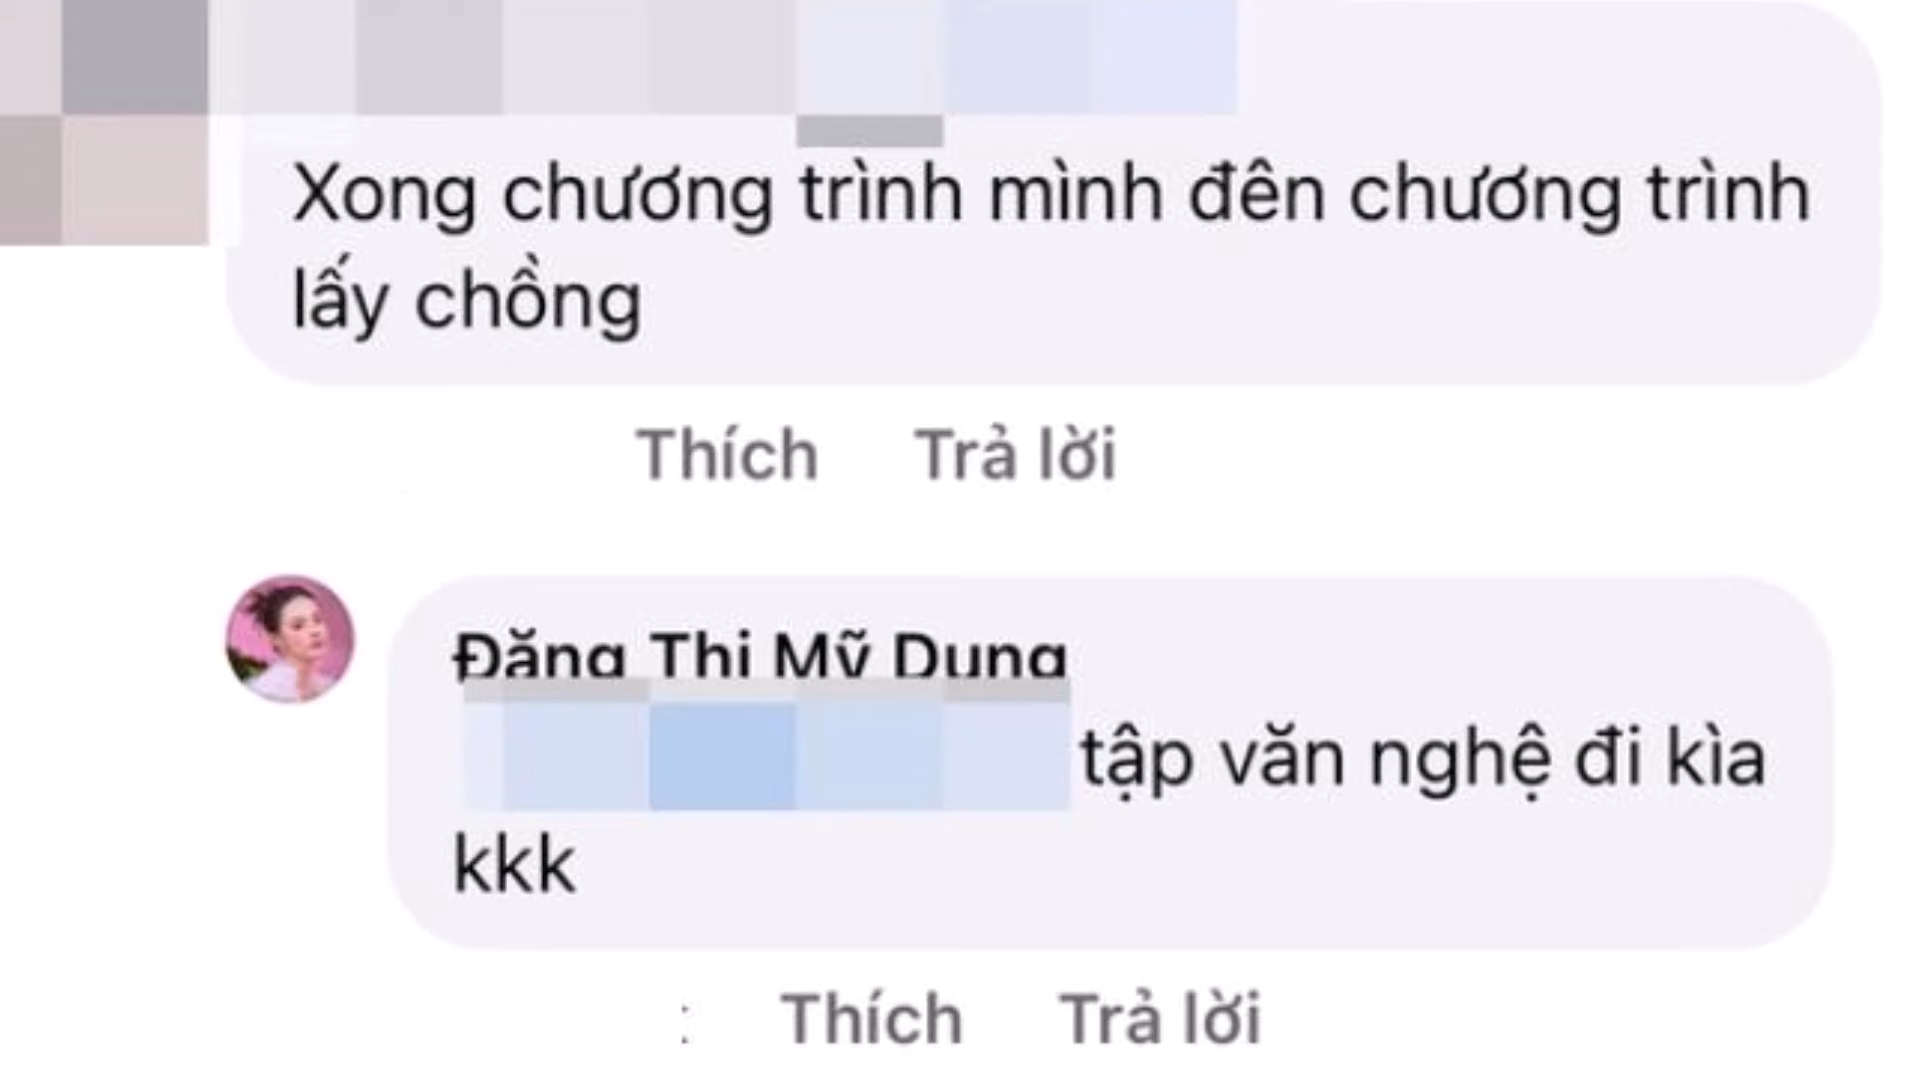 Xong chương trình mình đên chương trình
lấy chồng
Thích Trả lời
Đặng Thị Mỹ Dung
tập văn nghệ đi kìa
kkk
Thích Trả lời